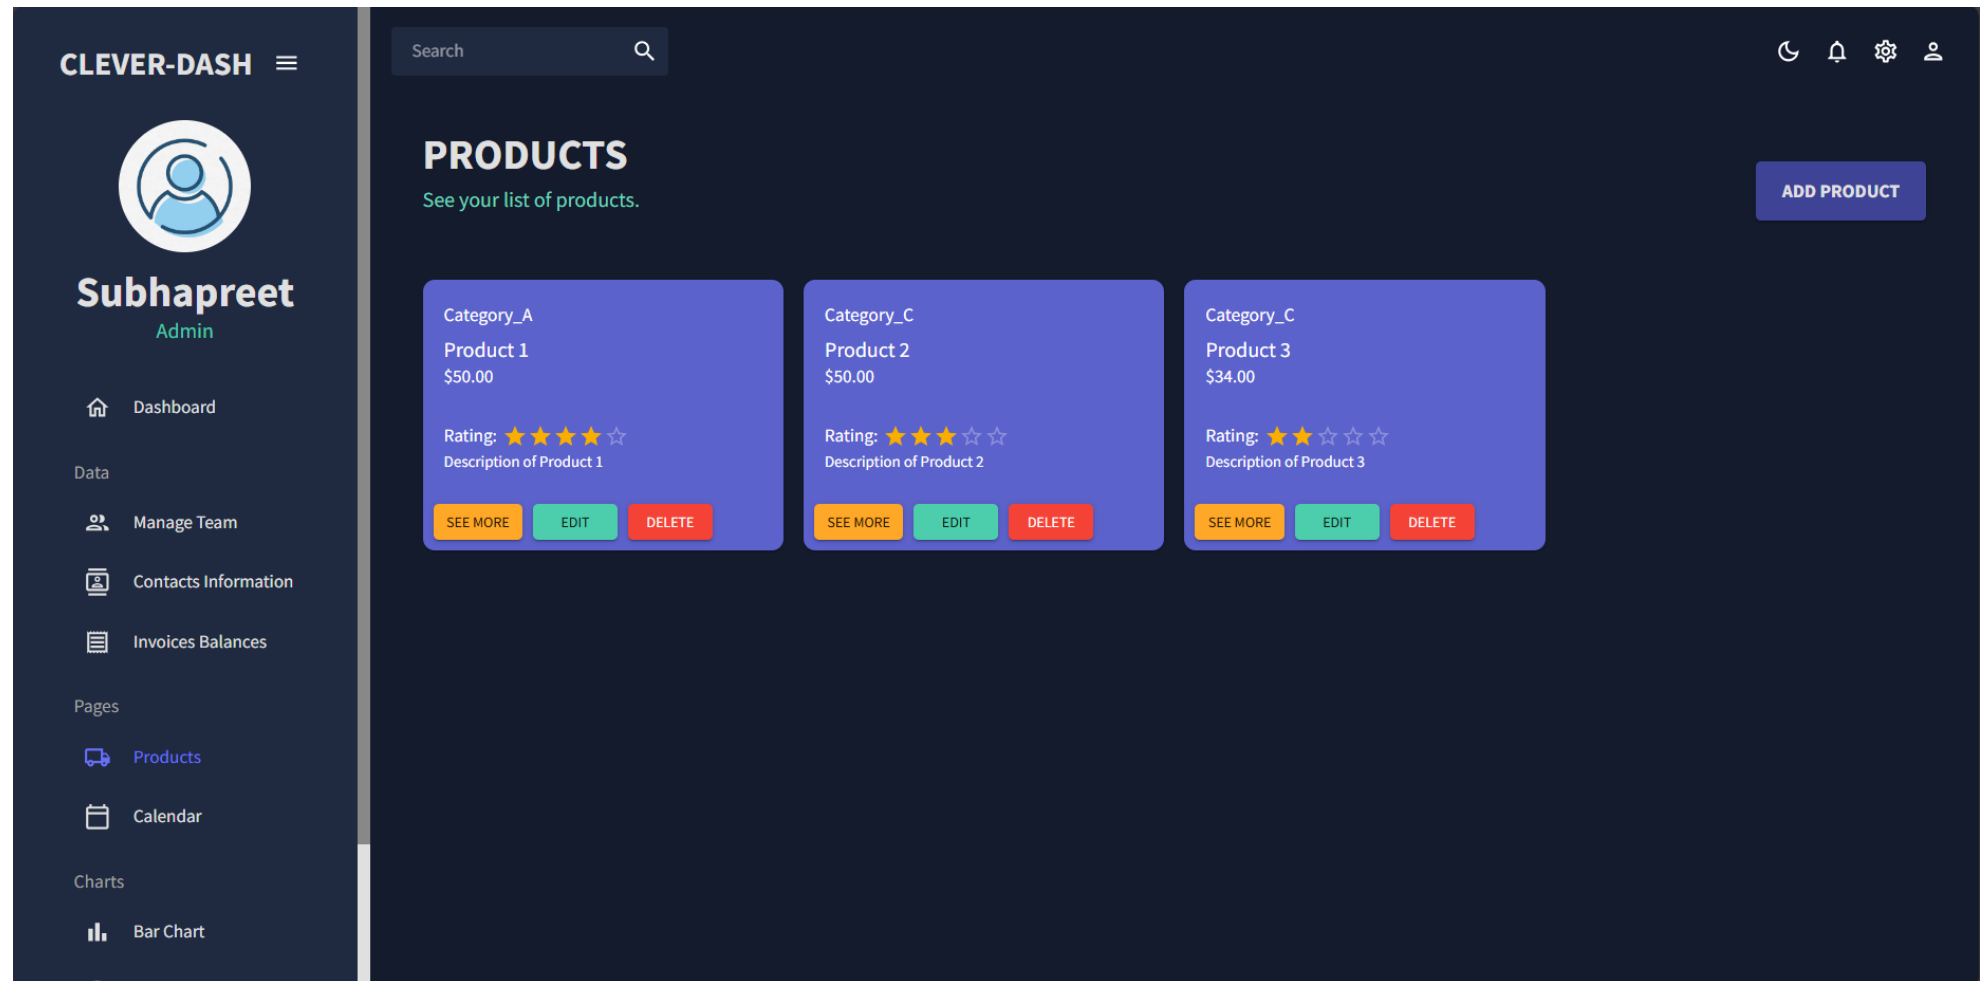 CLEVER-DASH
Subhapreet
Admin
Dashboard
Data
Manage Team
Contacts Information
Invoices Balances
Pages
Products
Calendar
Charts
Bar Chart
Search
PRODUCTS
See your list of products.
ADD PRODUCT
Category_A
Product 1
$50.00
Rating:
Description of Product 1
SEE MORE EDIT DELETE
Category_C
Product 2
$50.00
Rating:
Description of Product 2
SEE MORE EDIT DELETE
Category_C
Product 3
$34.00
Rating:
Description of Product 3
SEE MORE EDIT DELETE